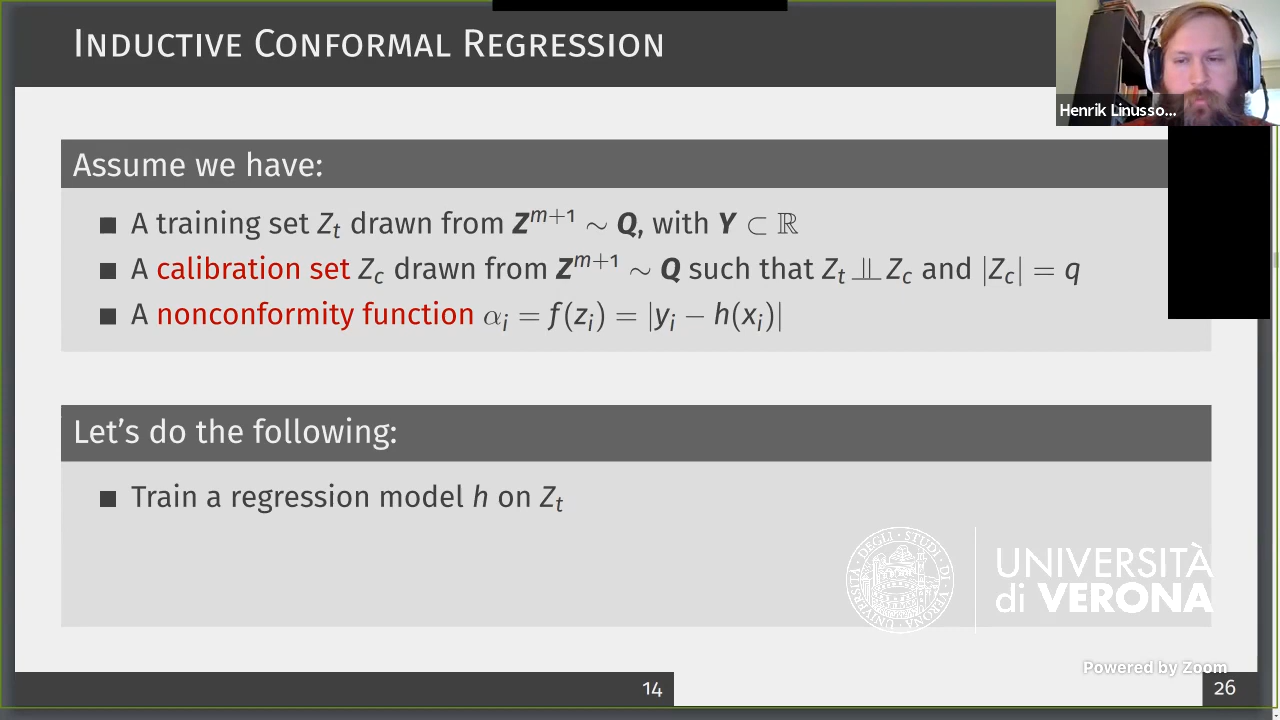 INDUCTIVE CONFORMAL REGRESSION
Henrik Linusso...
Assume we have:
■ A training set Z_t drawn from Z^{m+1} ∼ Q, with Y ⊂ ℝ
■ A calibration set Z_c drawn from Z^{m+1} ∼ Q such that Z_t ⫫ Z_c and |Z_c| = q
■ A nonconformity function α_i = f(z_i) = |y_i − h(x_i)|
Let's do the following:
■ Train a regression model h on Z_t
UNIVERSITÀ
di VERONA
Powered by Zoom
14
26